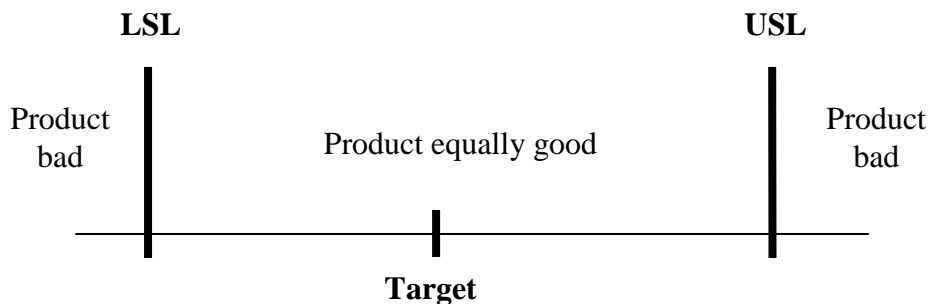 LSL
USL
Product
bad
Product equally good
Product
bad
Target